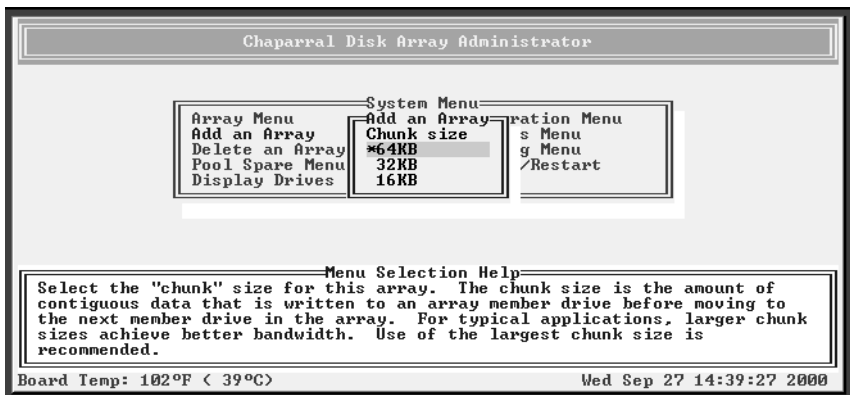 Chaparral Disk Array Administrator
System Menu
Array Menu
Add an Array
Delete an Array
Pool Spare Menu
Display Drives
Add an Array
Chunk size
*64KB
32KB
16KB
ration Menu
s Menu
g Menu
/Restart
Menu Selection Help
Select the "chunk" size for this array. The chunk size is the amount of
contiguous data that is written to an array member drive before moving to
the next member drive in the array. For typical applications, larger chunk
sizes achieve better bandwidth. Use of the largest chunk size is
recommended.
Board Temp: 102ºF ( 39ºC) Wed Sep 27 14:39:27 2000